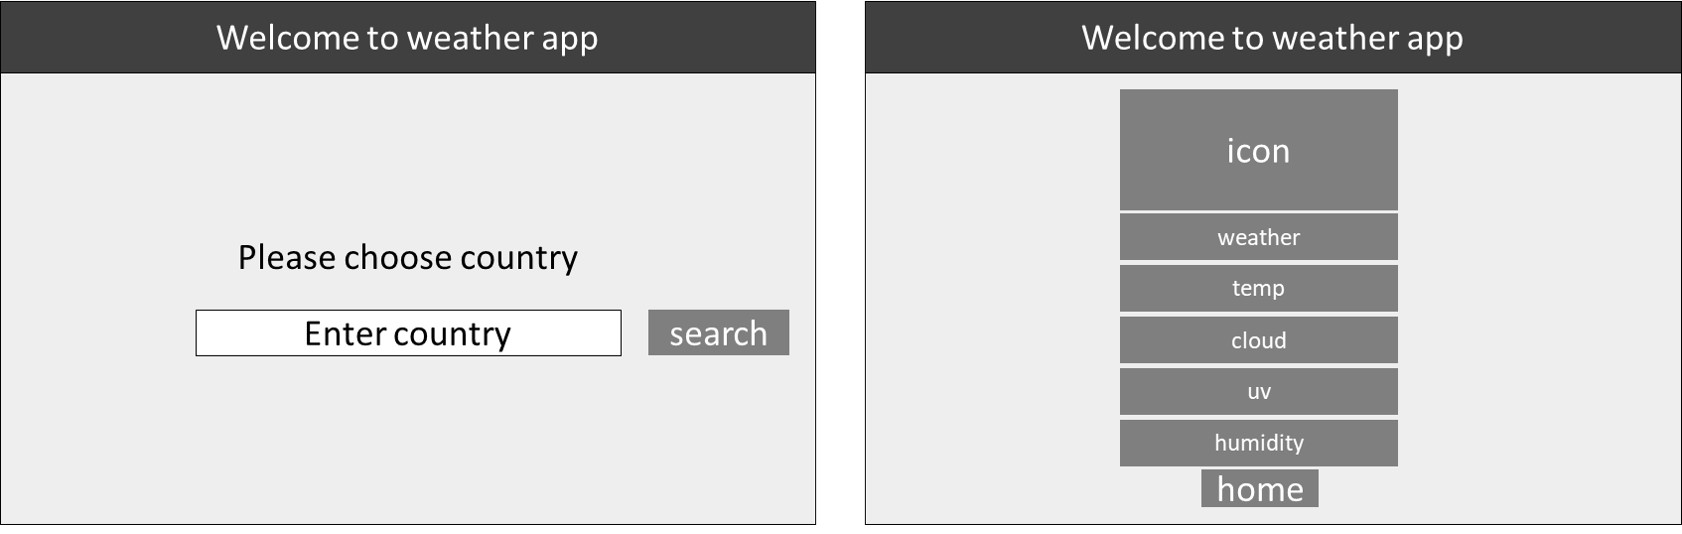 Welcome to weather app
Please choose country
Enter country
search
Welcome to weather app
icon
weather
temp
cloud
uv
humidity
home